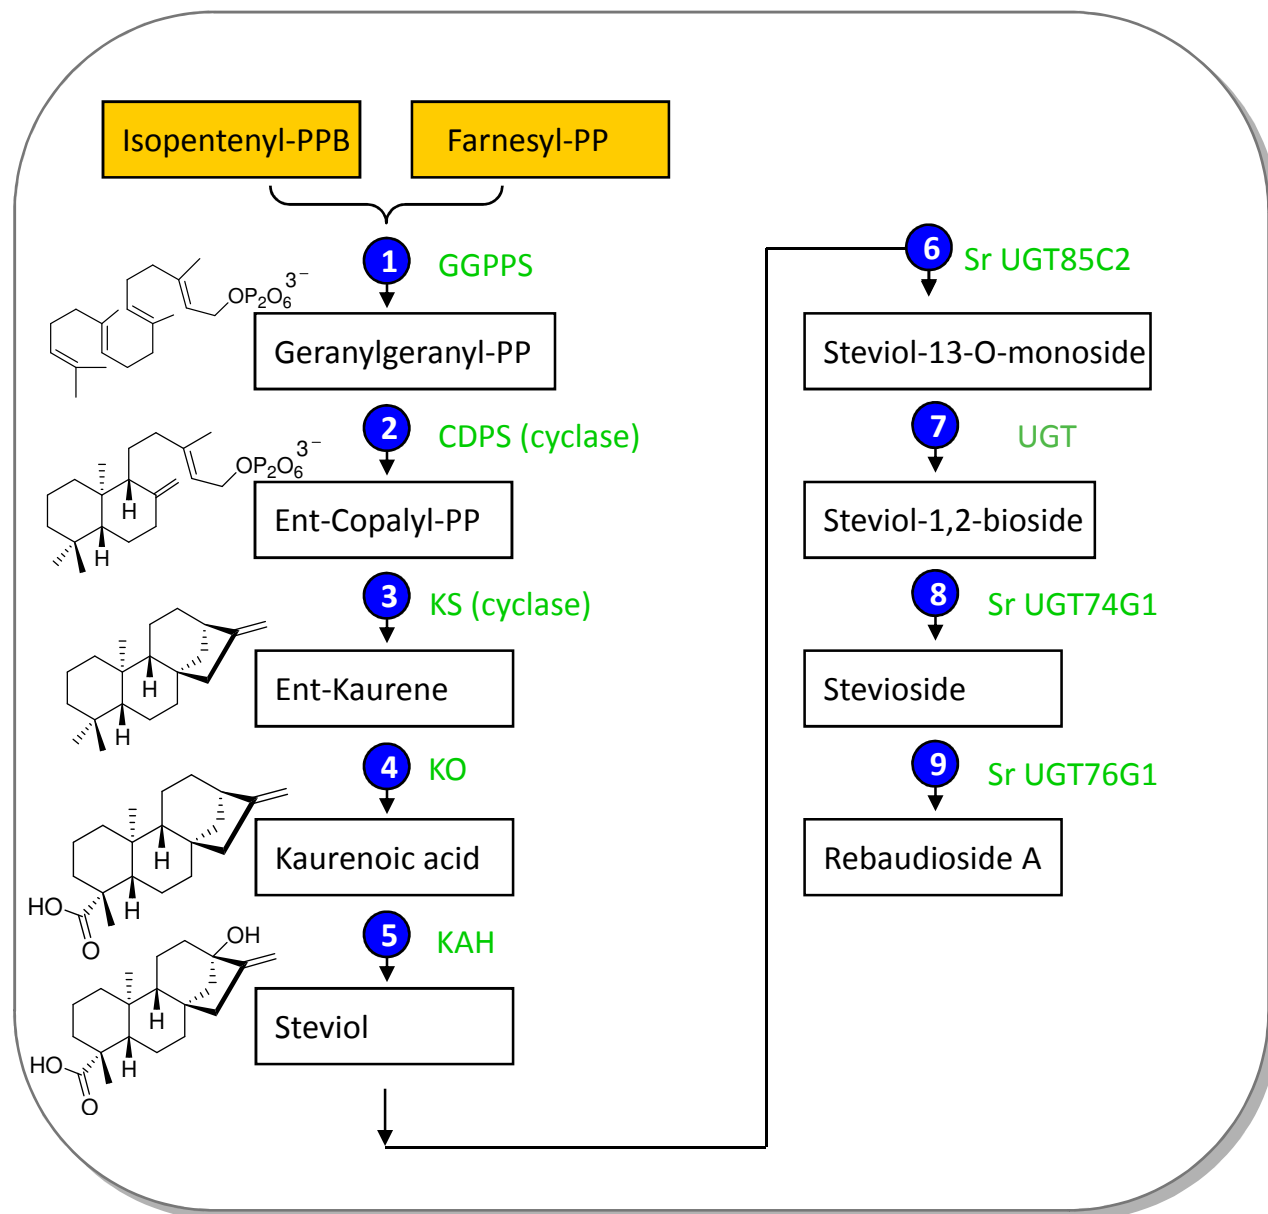 Isopentenyl-PPB
Farnesyl-PP
1
GGPPS
OP2O6 3−
Geranylgeranyl-PP
2
CDPS (cyclase)
OP2O6 3−
H
H
Ent-Copalyl-PP
3
KS (cyclase)
H
H
Ent-Kaurene
4
KO
H
H
HO
O
Kaurenoic acid
5
KAH
OH
H
H
HO
O
Steviol
6
Sr UGT85C2
Steviol-13-O-monoside
7
UGT
Steviol-1,2-bioside
8
Sr UGT74G1
Stevioside
9
Sr UGT76G1
Rebaudioside A